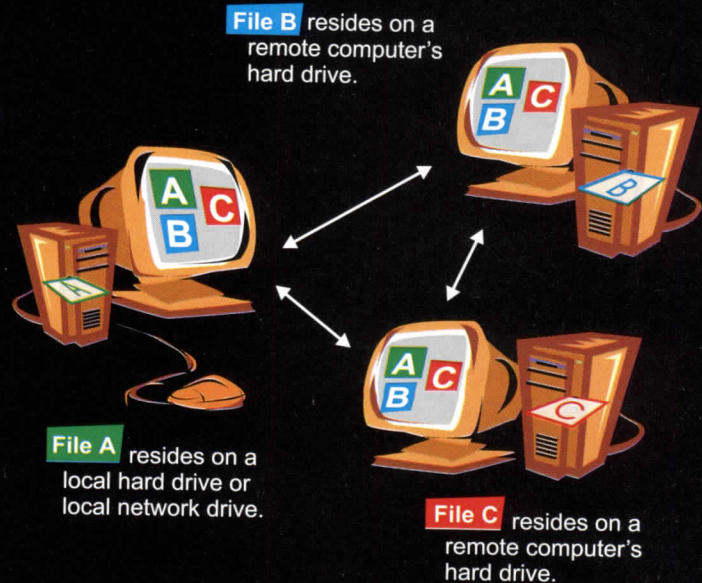 File B resides on a
remote computer's
hard drive.
A
C
B
B
A
C
B
A
A
C
B
C
File A resides on a
local hard drive or
local network drive.
File C resides on a
remote computer's
hard drive.